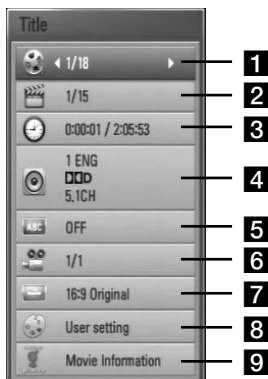 Title
1/18 1
1/15 2
0:00:01 / 2:05:53 3
1 ENG
DD D
5.1CH 4
ABC OFF 5
1/1 6
16:9 Original 7
User setting 8
Movie Information 9